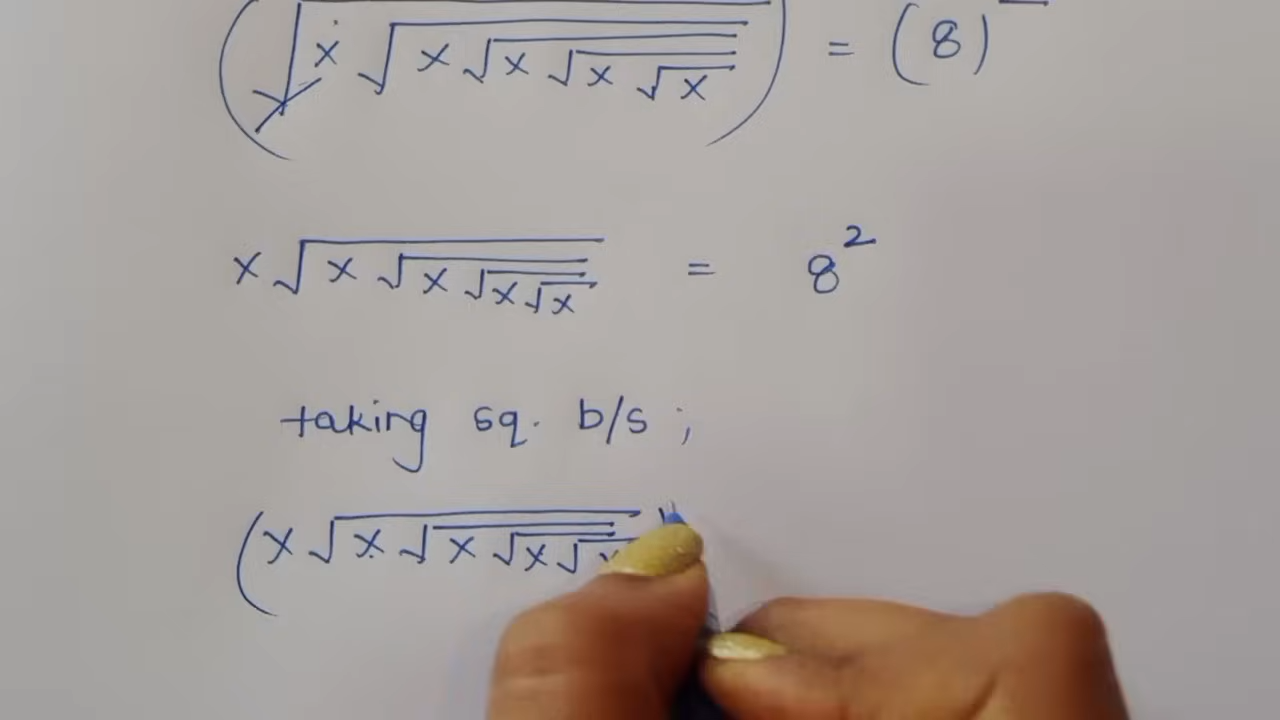 (√x√x√x√x√x) = (8)
x√x√x√x√x = 8²
taking sq. b/s ;
(x√x√x√x√x)